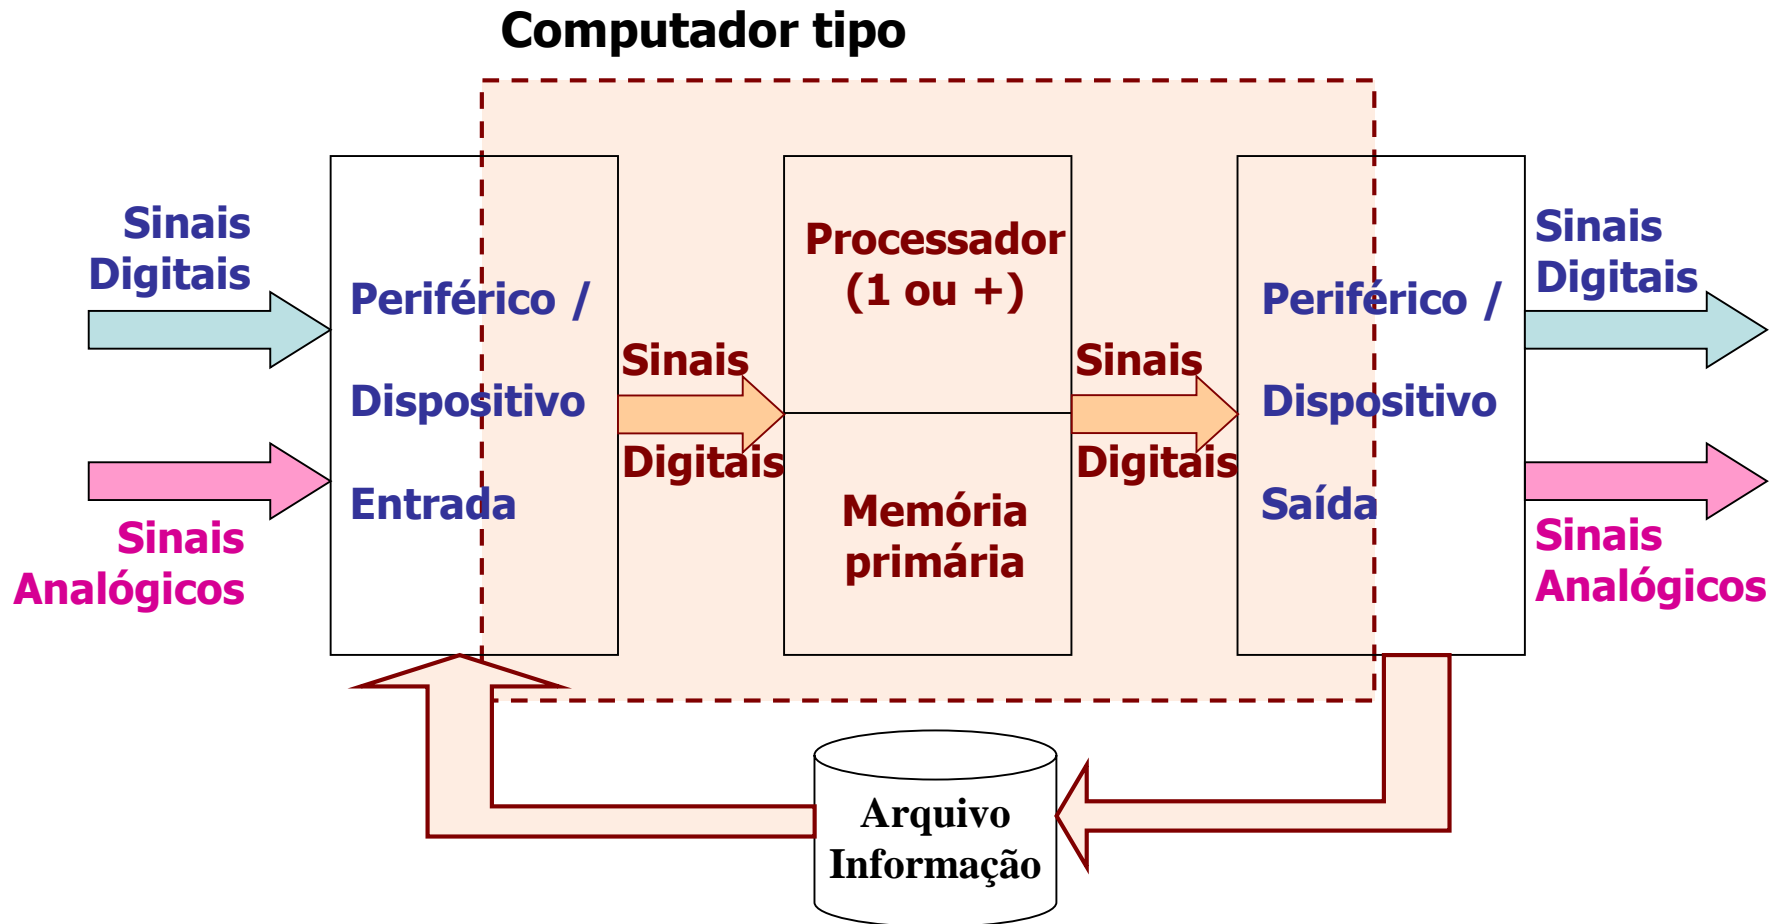 Computador tipo
Sinais
Digitais
Sinais
Analógicos
Periférico /
Dispositivo
Entrada
Sinais
Digitais
Processador
(1 ou +)
Memória
primária
Sinais
Digitais
Periférico /
Dispositivo
Saída
Sinais
Digitais
Sinais
Analógicos
Arquivo
Informação